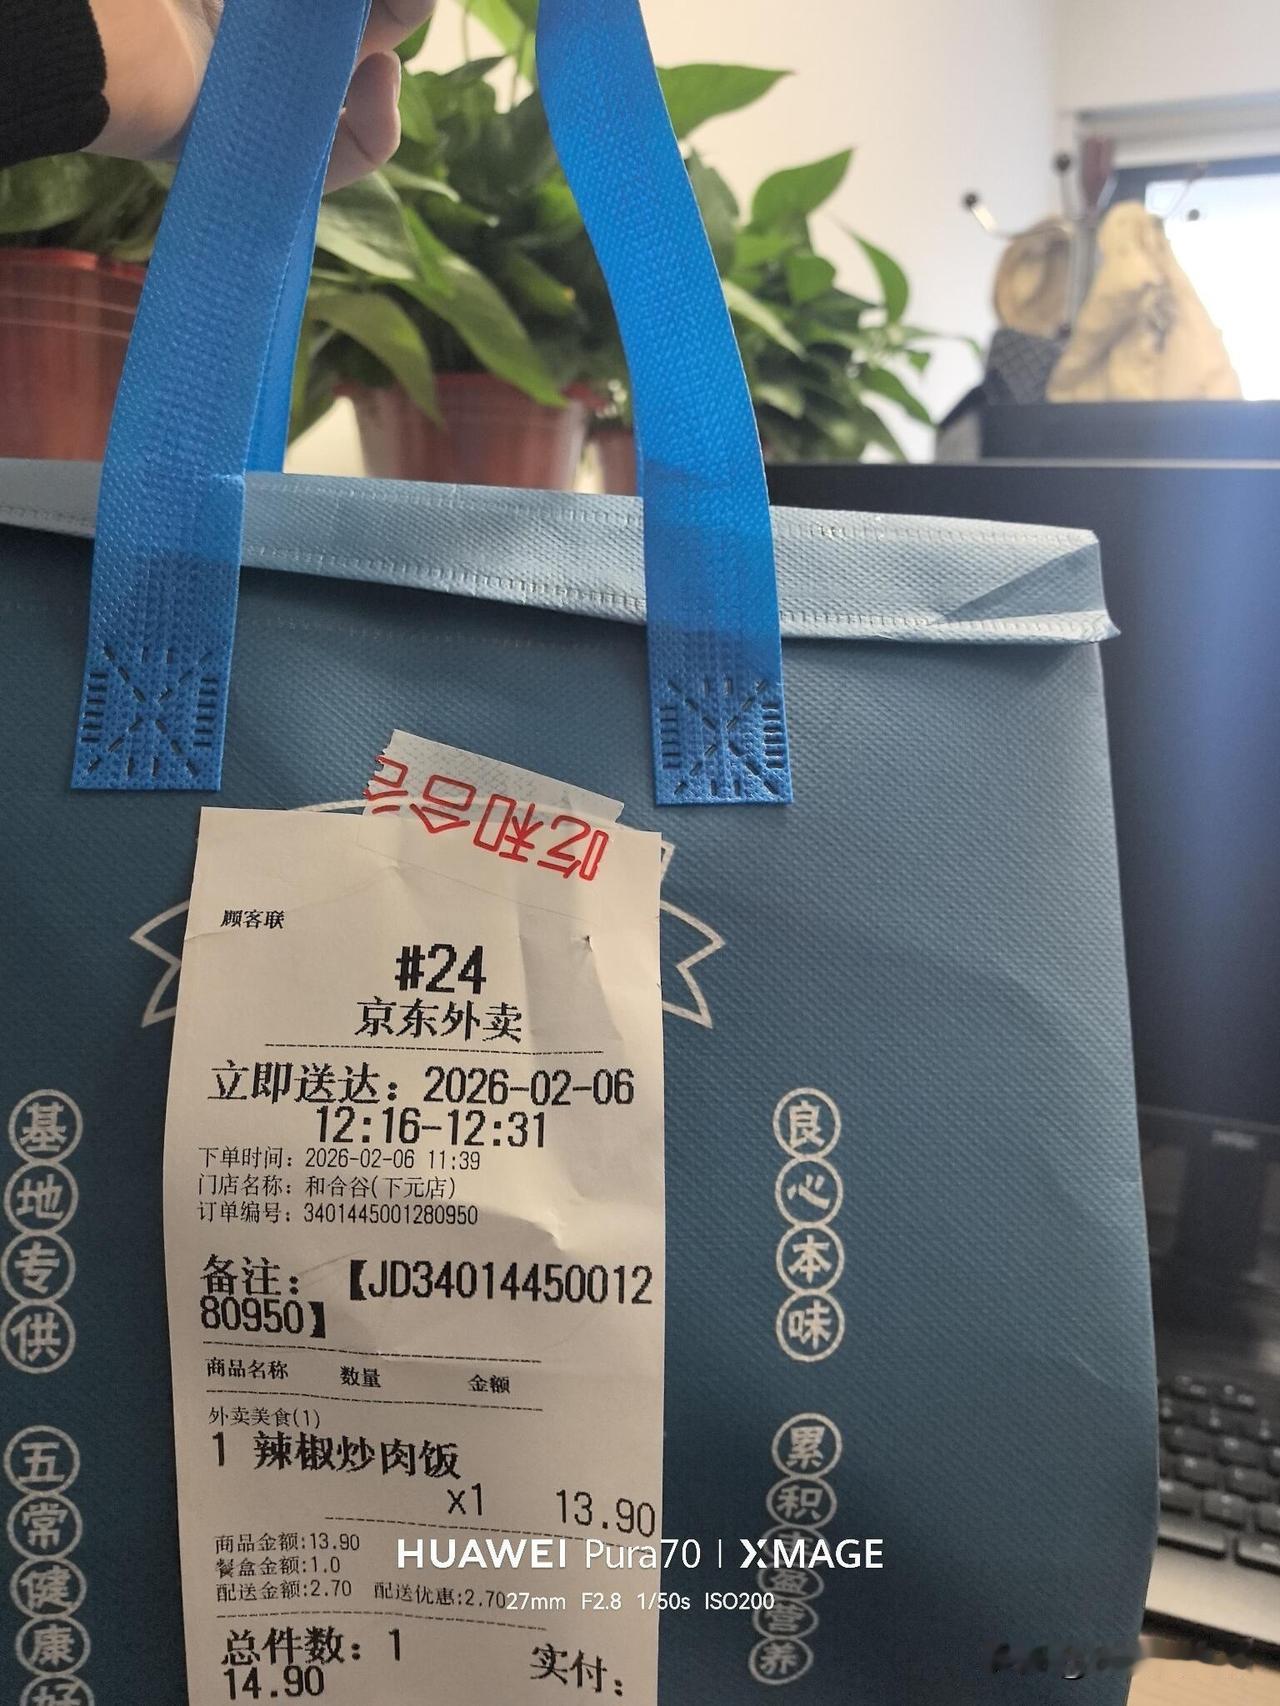 吃和合谷
顾客联
#24
京东外卖
立即送达：2026-02-06
12:16-12:31
下单时间：2026-02-06 11:39
门店名称：和合谷(下元店)
订单编号：3401445001280950
备注：【JD34014450012
80950】
商品名称 数量 金额
外卖美食(1)
1 辣椒炒肉饭
x1 13.90
商品金额:13.90
餐盒金额:1.0
配送金额:2.70 配送优惠:2.70
总件数：1 实付：
14.90
基地专供
五常健康好
良心本味
累积盈营养
HUAWEI Pura70 | XMAGE
27mm F2.8 1/50s ISO200